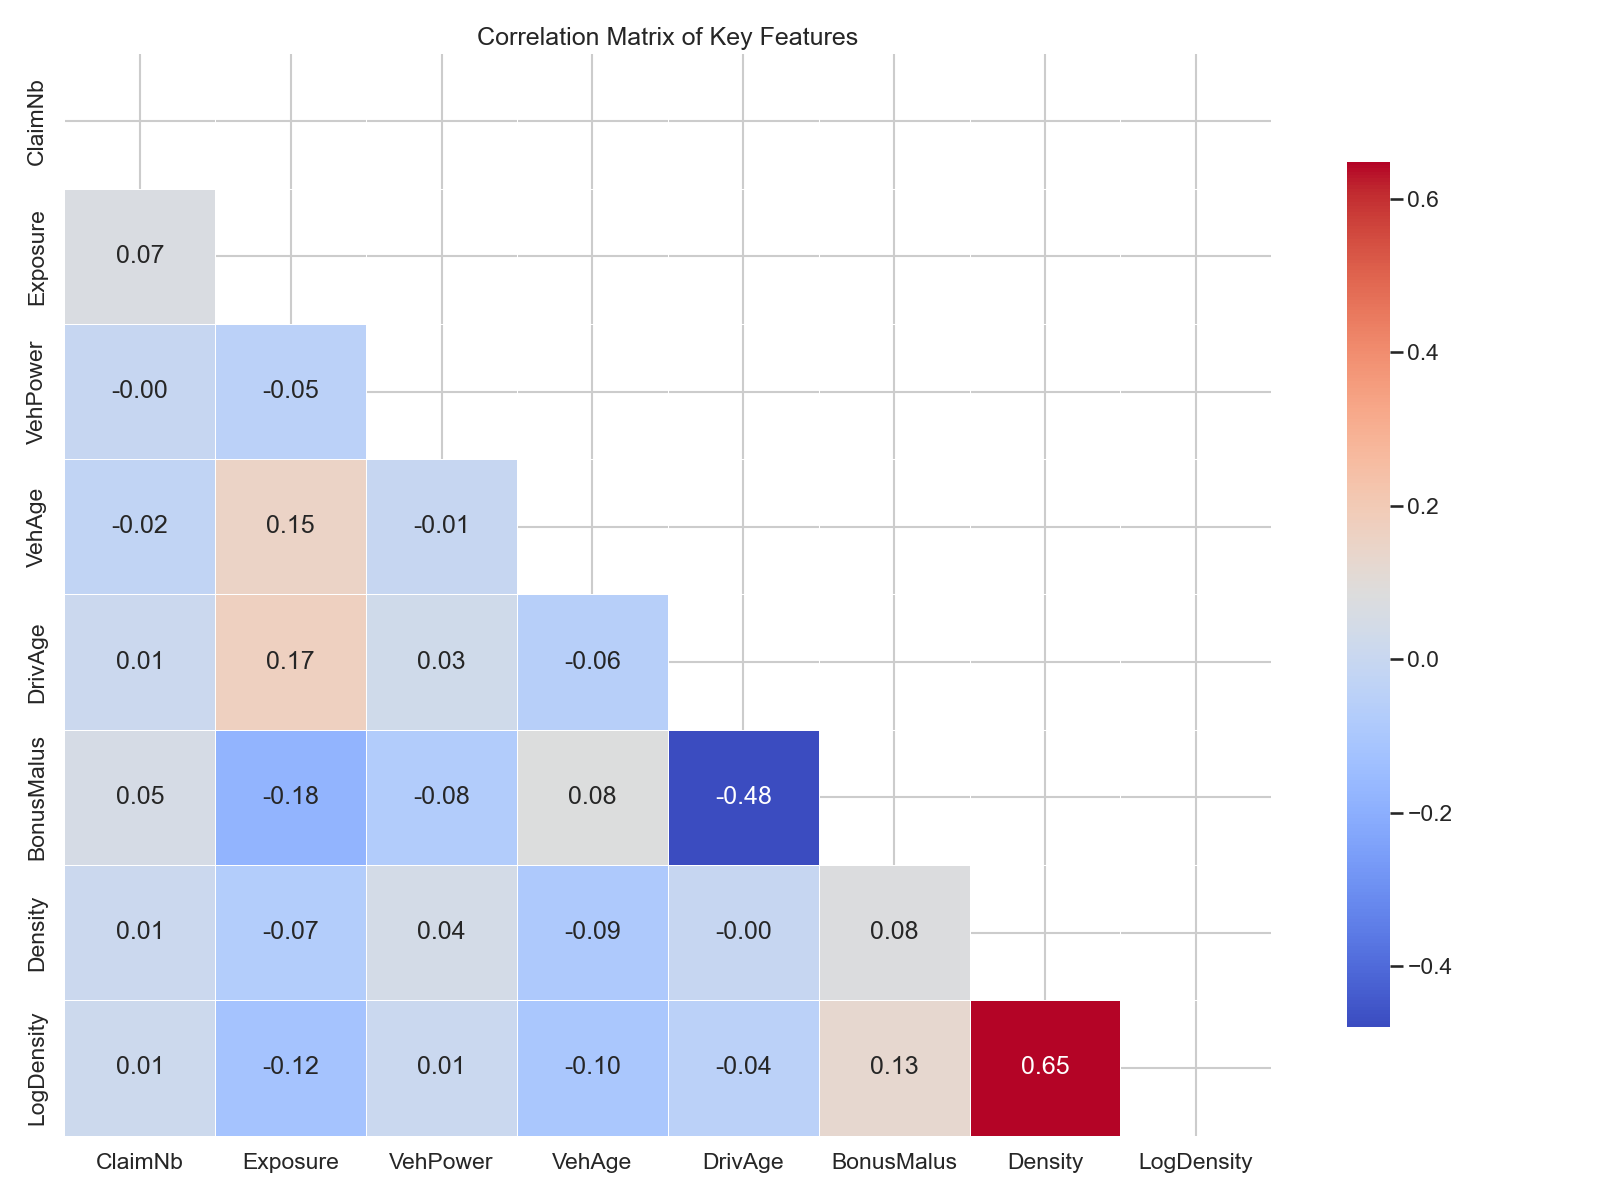 Correlation Matrix of Key Features
ClaimNb
Exposure 0.07
VehPower -0.00 -0.05
VehAge -0.02 0.15 -0.01
DrivAge 0.01 0.17 0.03 -0.06
BonusMalus 0.05 -0.18 -0.08 0.08 -0.48
Density 0.01 -0.07 0.04 -0.09 -0.00 0.08
LogDensity 0.01 -0.12 0.01 -0.10 -0.04 0.13 0.65
ClaimNb Exposure VehPower VehAge DrivAge BonusMalus Density LogDensity
0.6
0.4
0.2
0.0
−0.2
−0.4